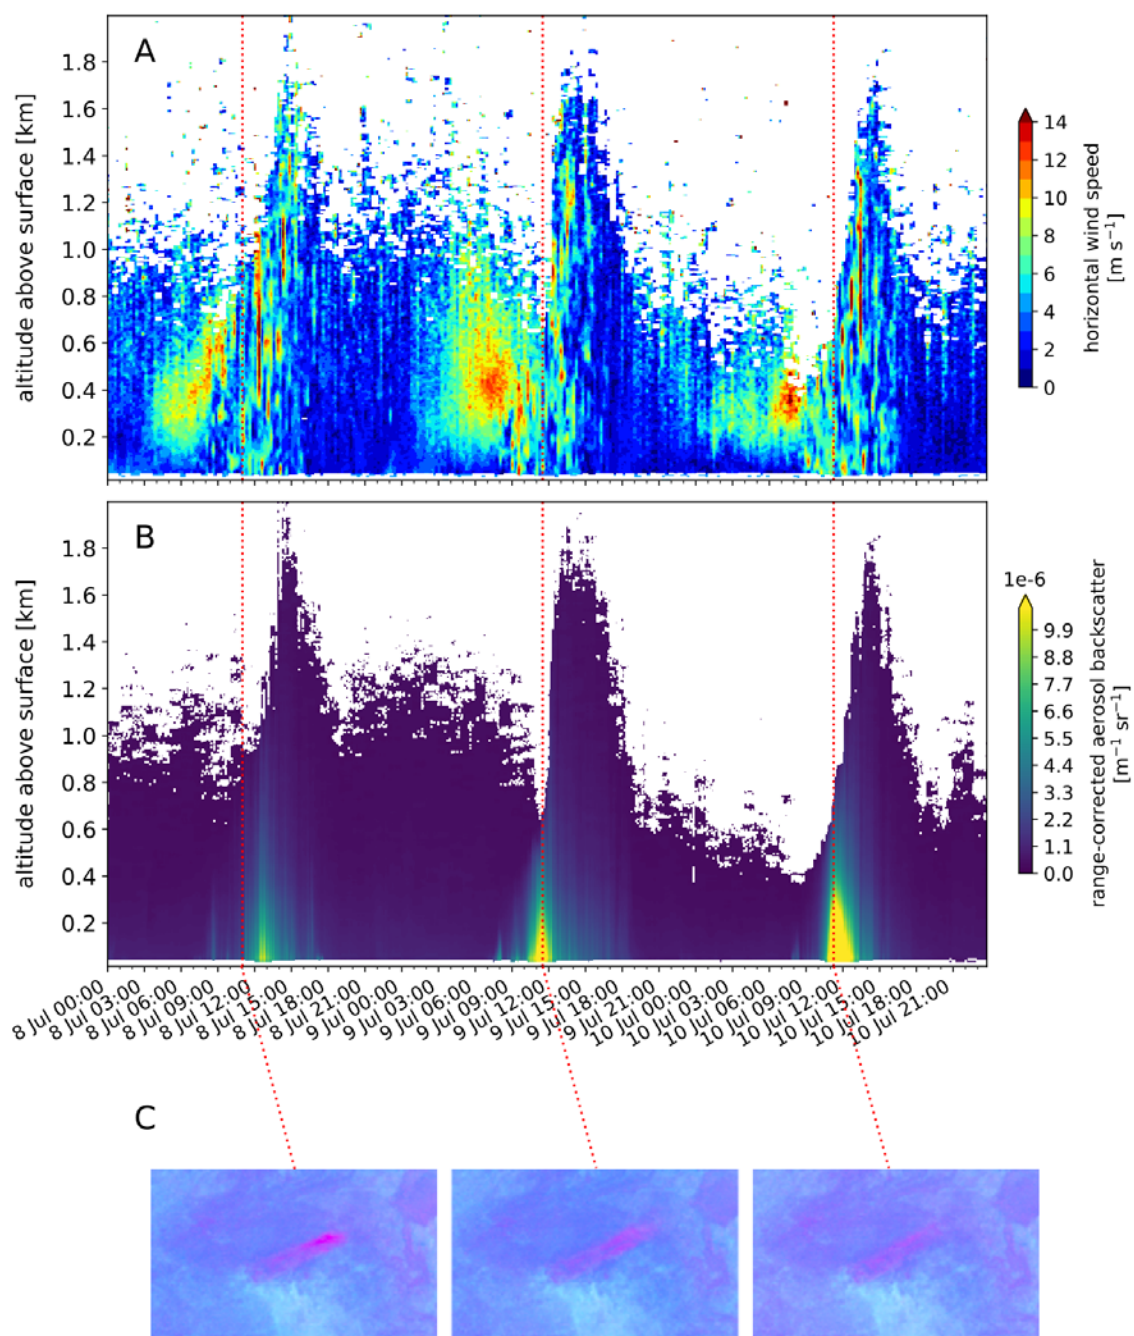 A
altitude above surface [km]
1.8
1.6
1.4
1.2
1.0
0.8
0.6
0.4
0.2
14
12
10
8
6
4
2
0
horizontal wind speed
[m s⁻¹]
B
altitude above surface [km]
1.8
1.6
1.4
1.2
1.0
0.8
0.6
0.4
0.2
1e-6
9.9
8.8
7.7
6.6
5.5
4.4
3.3
2.2
1.1
0.0
range-corrected aerosol backscatter
[m⁻¹ sr⁻¹]
8 Jul 00:00
8 Jul 03:00
8 Jul 06:00
8 Jul 09:00
8 Jul 12:00
8 Jul 15:00
8 Jul 18:00
8 Jul 21:00
9 Jul 00:00
9 Jul 03:00
9 Jul 06:00
9 Jul 09:00
9 Jul 12:00
9 Jul 15:00
9 Jul 18:00
9 Jul 21:00
10 Jul 00:00
10 Jul 03:00
10 Jul 06:00
10 Jul 09:00
10 Jul 12:00
10 Jul 15:00
10 Jul 18:00
10 Jul 21:00
C